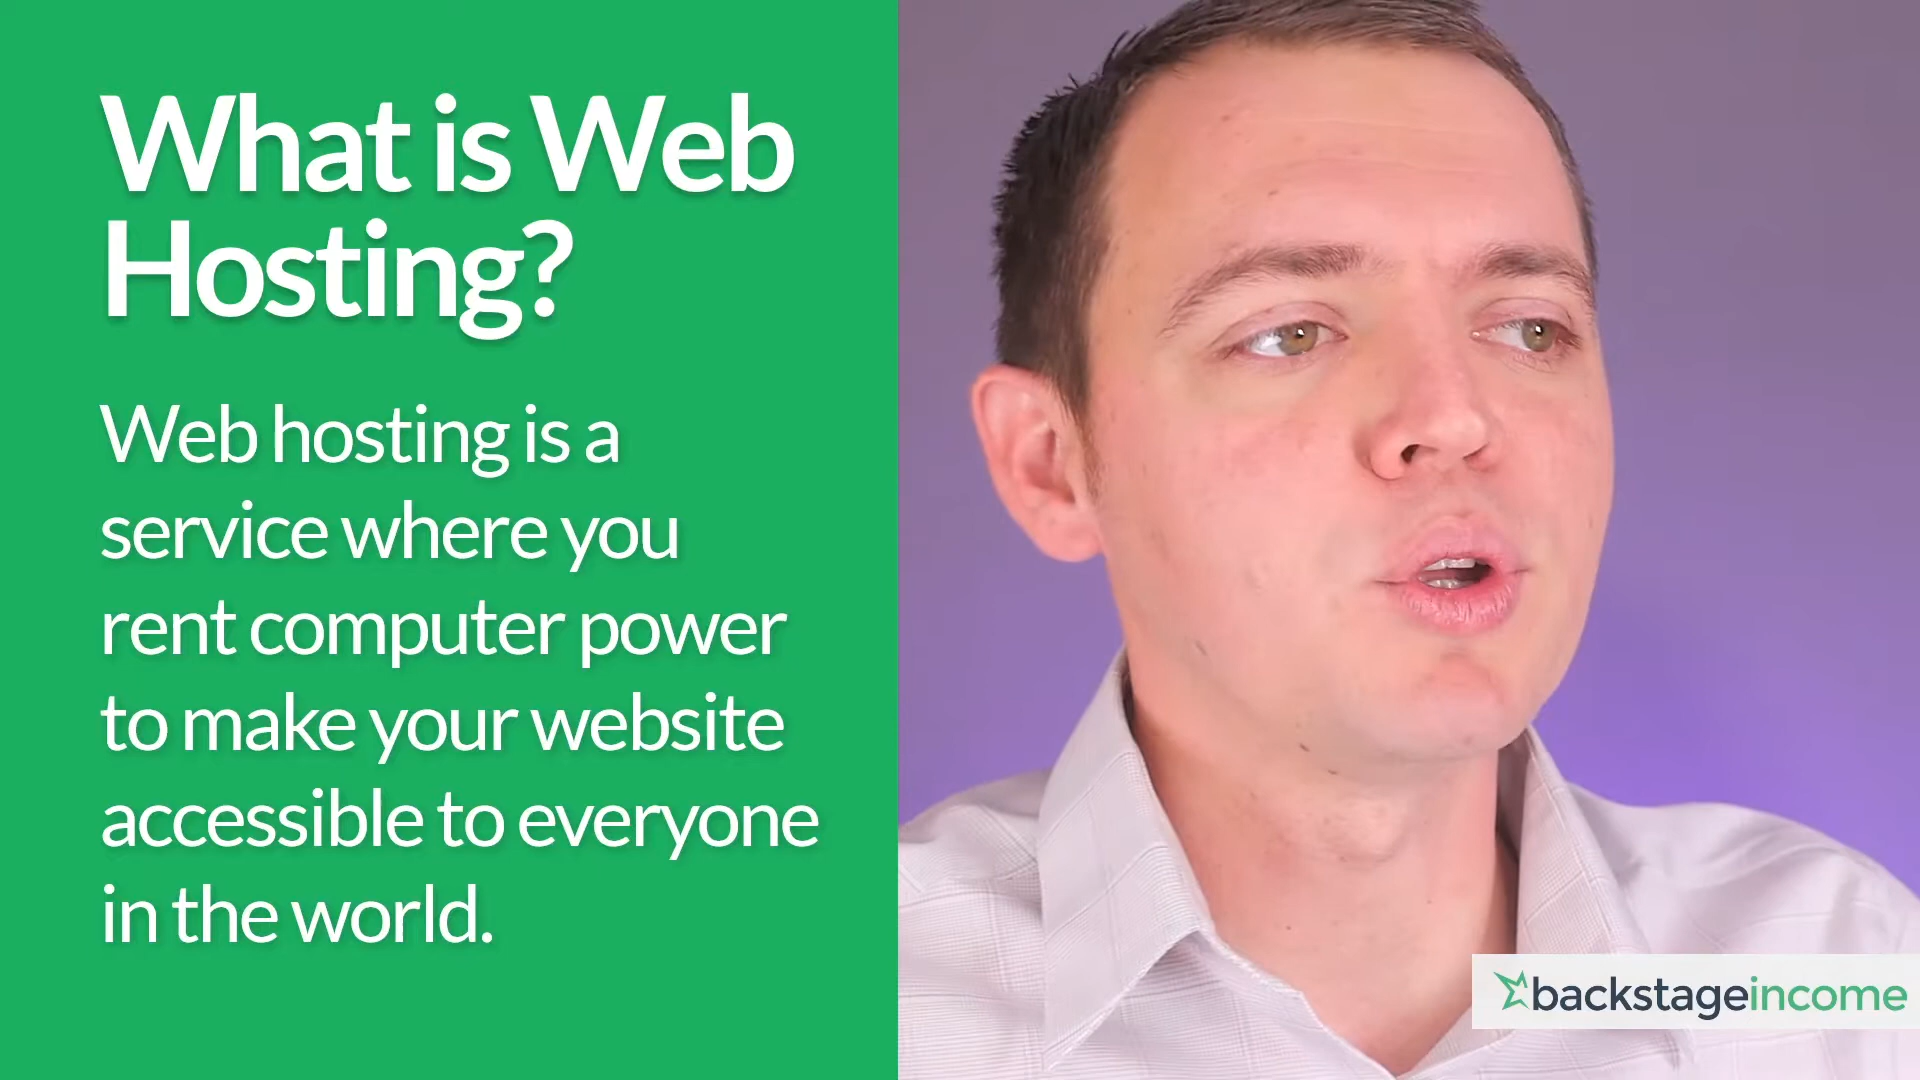 What is Web
Hosting?
Web hosting is a
service where you
rent computer power
to make your website
accessible to everyone
in the world.
backstageincome